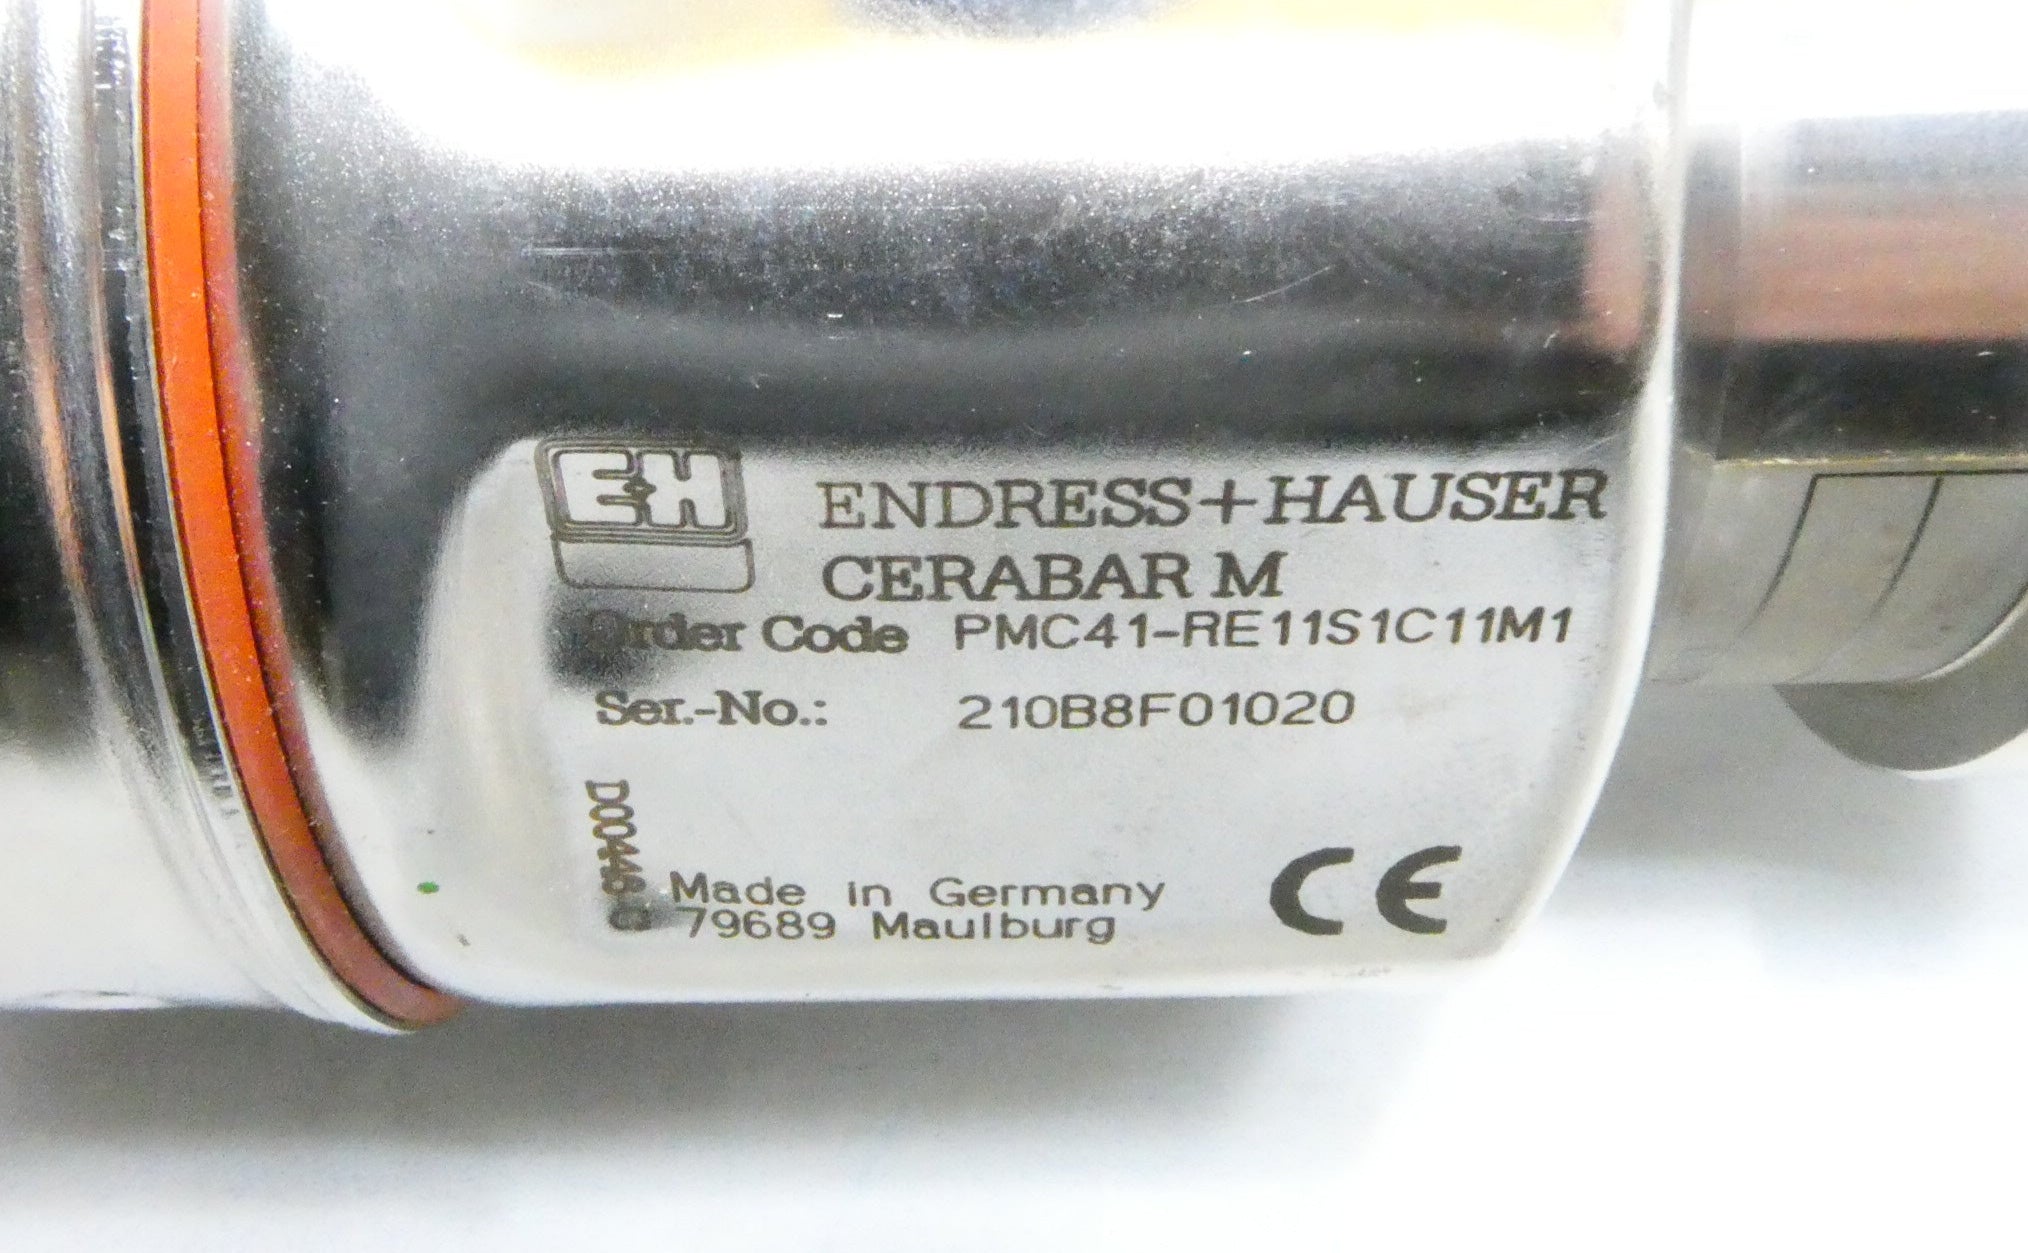 E+H
ENDRESS+HAUSER
CERABAR M
Order Code PMC41-RE11S1C11M1
Ser.-No.: 210B8F01020
Made in Germany
79689 Maulburg
CE